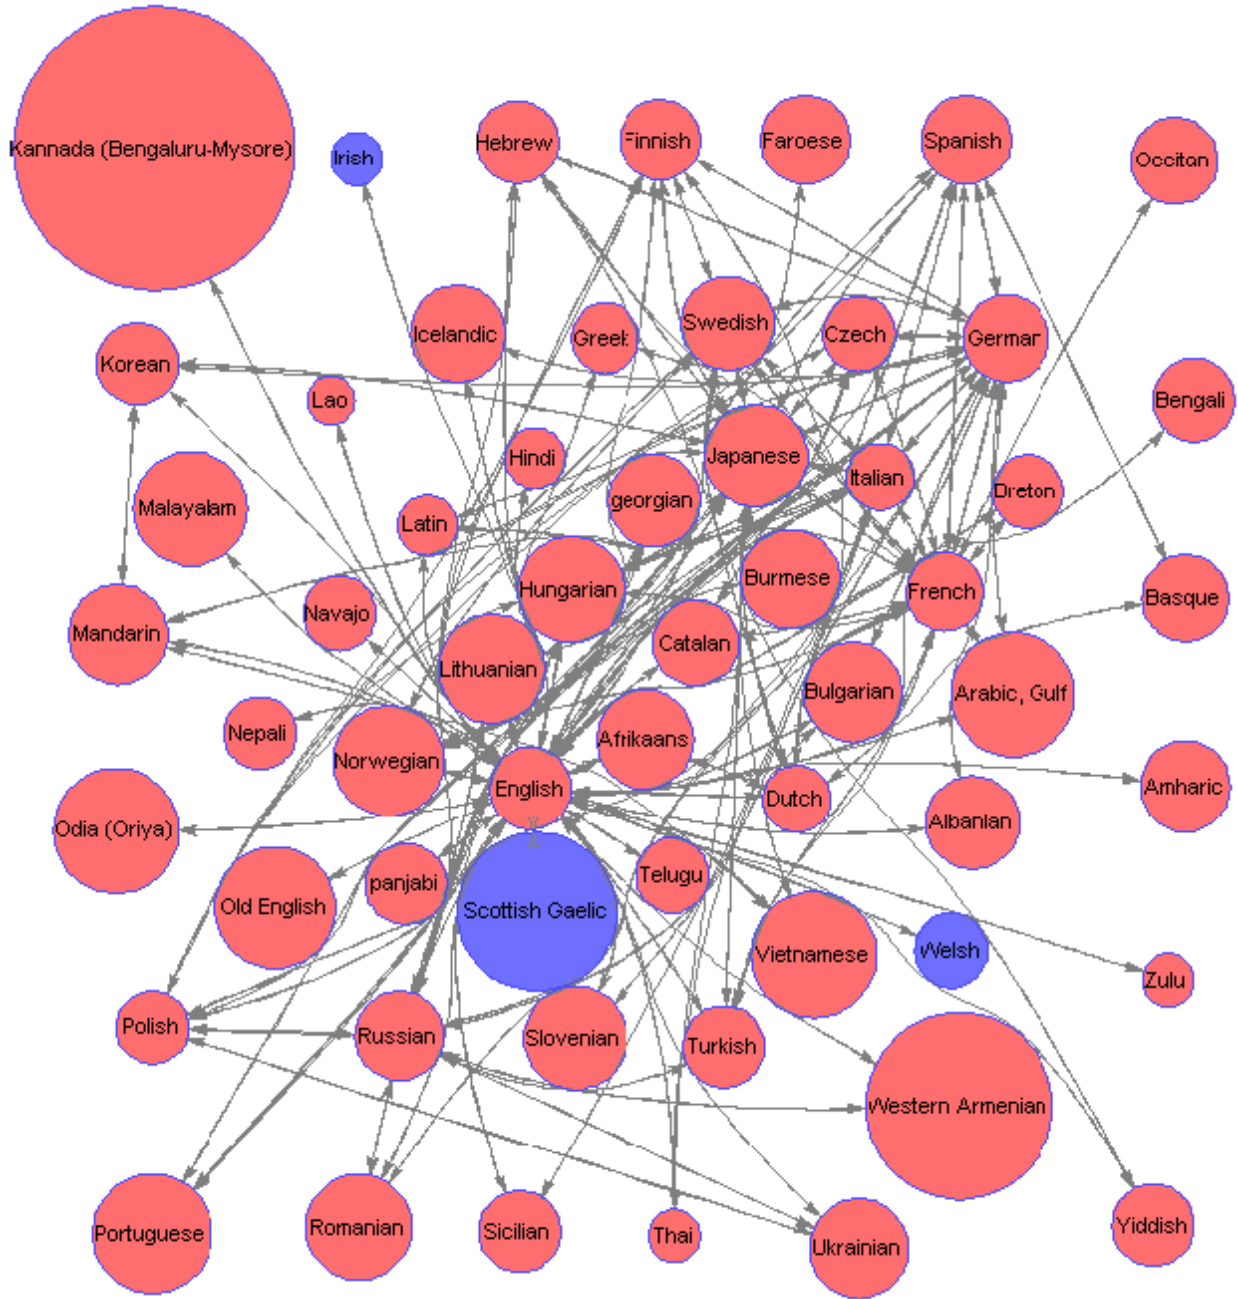 Kannada (Bengaluru-Mysore)
Irish
Hebrew
Finnish
Faroese
Spanish
Occitan
Korean
Lao
Icelandic
Greek
Swedish
Czech
German
Bengali
Malayalam
Latin
Hindi
georgian
Japanese
Italian
Breton
Mandarin
Navajo
Hungarian
Burmese
French
Basque
Lithuanian
Catalan
Bulgarian
Arabic, Gulf
Nepali
Norwegian
English
Afrikaans
Dutch
Albanian
Amharic
Odia (Oriya)
Old English
panjabi
Scottish Gaelic
Telugu
Vietnamese
Welsh
Zulu
Polish
Russian
Slovenian
Turkish
Western Armenian
Portuguese
Romanian
Sicilian
Thai
Ukrainian
Yiddish